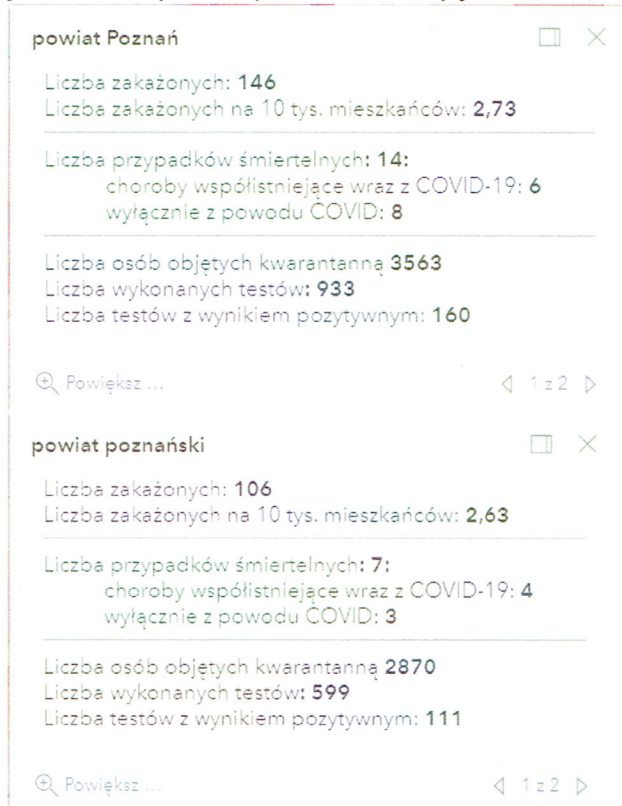 powiat Poznań
Liczba zakażonych: 146
Liczba zakażonych na 10 tys. mieszkańców: 2,73
Liczba przypadków śmiertelnych: 14:
choroby współistniejące wraz z COVID-19: 6
wyłącznie z powodu COVID: 8
Liczba osób objętych kwarantanną 3563
Liczba wykonanych testów: 933
Liczba testów z wynikiem pozytywnym: 160
Powiększ ...
1 z 2
powiat poznański
Liczba zakażonych: 106
Liczba zakażonych na 10 tys. mieszkańców: 2,63
Liczba przypadków śmiertelnych: 7:
choroby współistniejące wraz z COVID-19: 4
wyłącznie z powodu COVID: 3
Liczba osób objętych kwarantanną 2870
Liczba wykonanych testów: 599
Liczba testów z wynikiem pozytywnym: 111
Powiększ ...
1 z 2